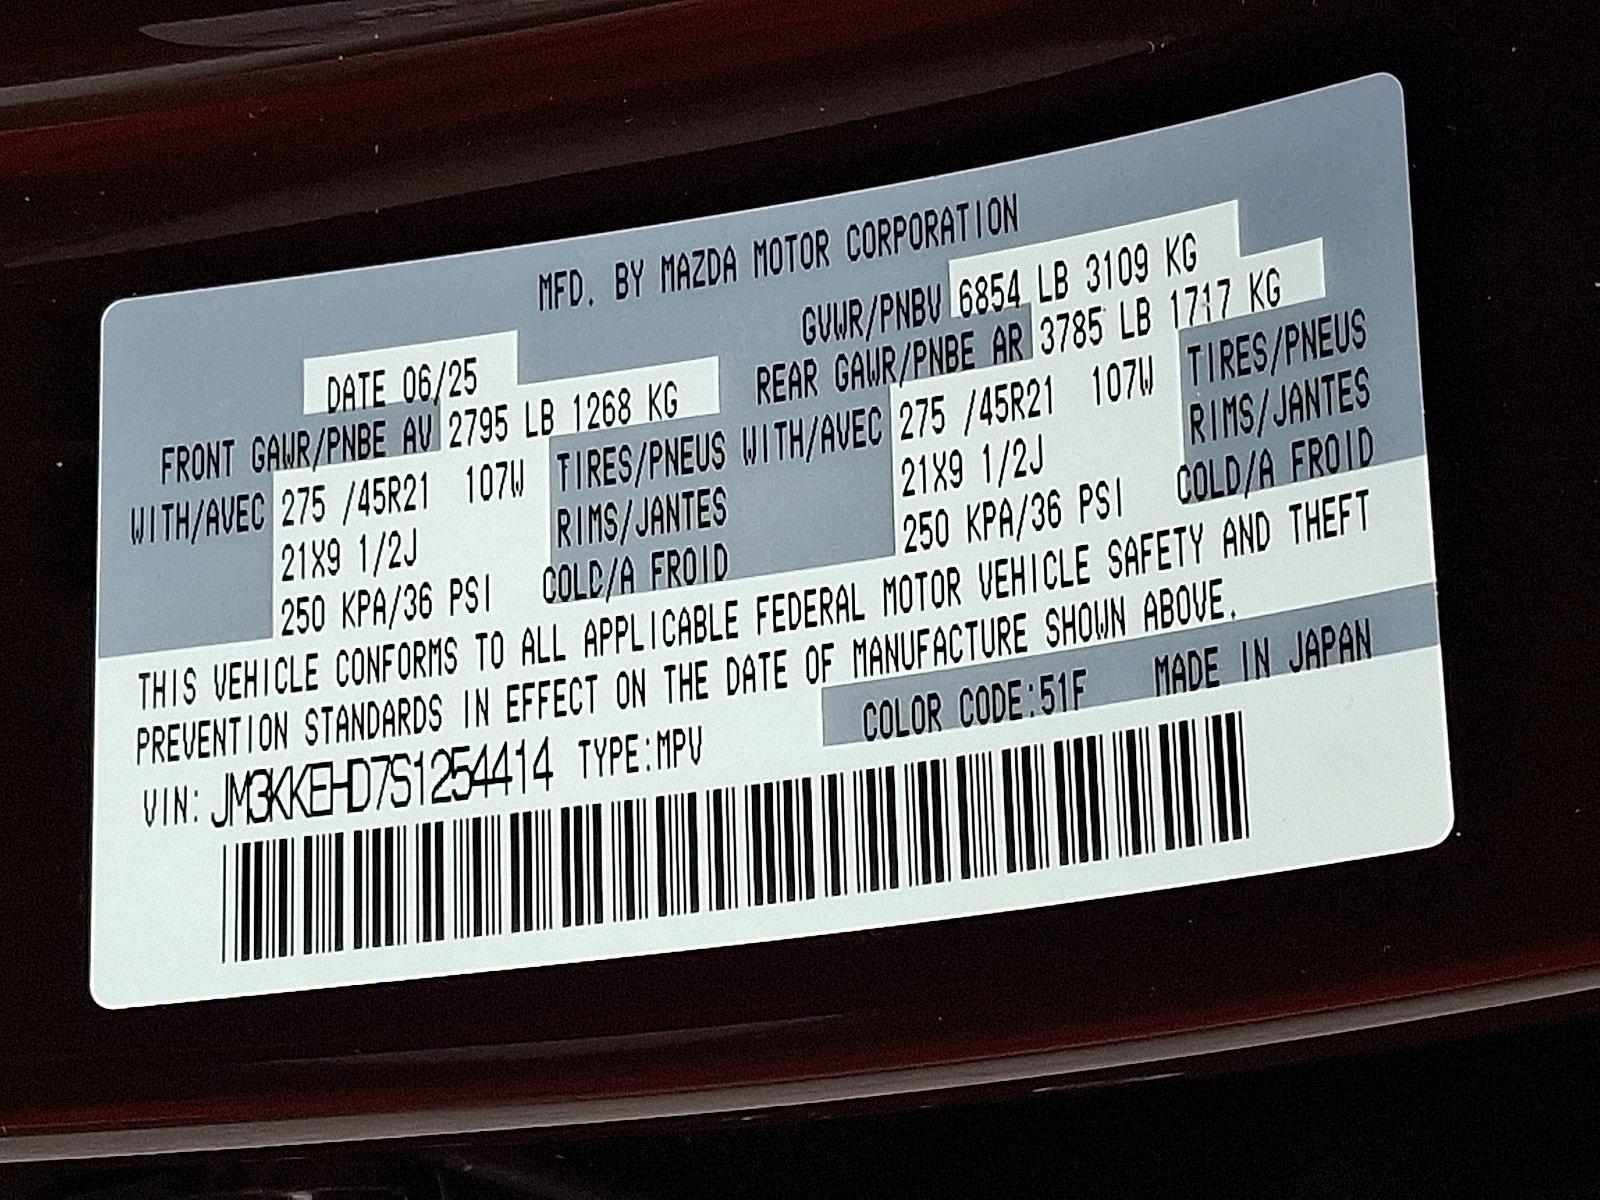 MFD. BY MAZDA MOTOR CORPORATION
GVWR/PNBV 6854 LB 3109 KG
DATE 06/25
FRONT GAWR/PNBE AV 2795 LB 1268 KG
WITH/AVEC 275 /45R21 107W TIRES/PNEUS
21X9 1/2J RIMS/JANTES
250 KPA/36 PSI COLD/A FROID
REAR GAWR/PNBE AR 3785 LB 1717 KG
WITH/AVEC 275 /45R21 107W TIRES/PNEUS
21X9 1/2J RIMS/JANTES
250 KPA/36 PSI COLD/A FROID
THIS VEHICLE CONFORMS TO ALL APPLICABLE FEDERAL MOTOR VEHICLE SAFETY AND THEFT
PREVENTION STANDARDS IN EFFECT ON THE DATE OF MANUFACTURE SHOWN ABOVE.
COLOR CODE:51F MADE IN JAPAN
VIN: JM3KKEHD7S1254414 TYPE:MPV